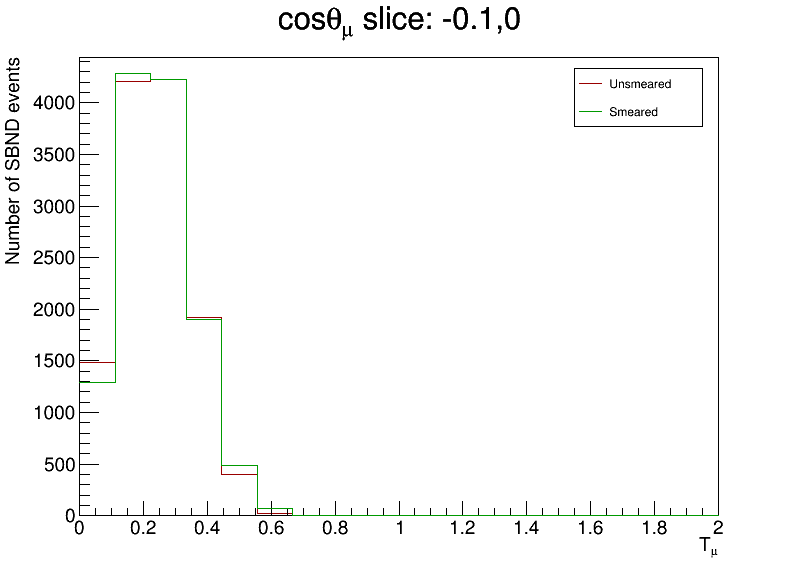 cosθμ slice: -0.1,0
Number of SBND events
4000
3500
3000
2500
2000
1500
1000
500
0
Unsmeared
Smeared
0 0.2 0.4 0.6 0.8 1 1.2 1.4 1.6 1.8 2
Tμ